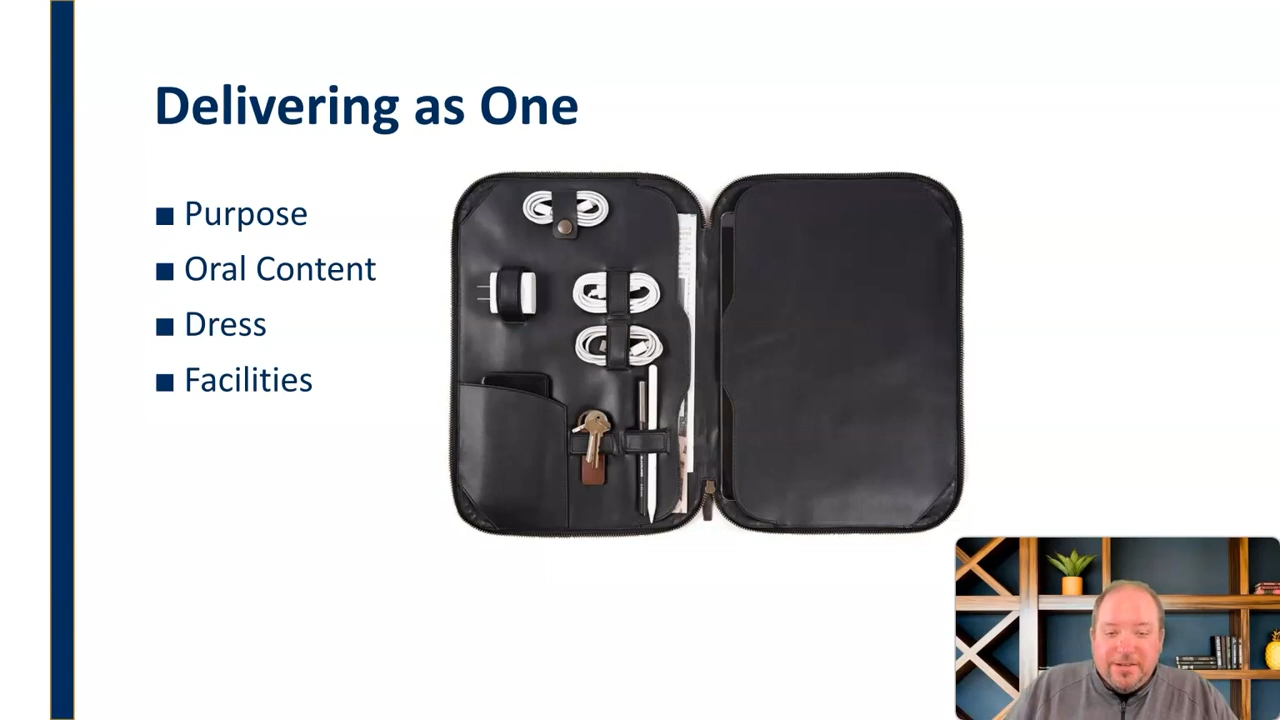 Delivering as One
■ Purpose
■ Oral Content
■ Dress
■ Facilities